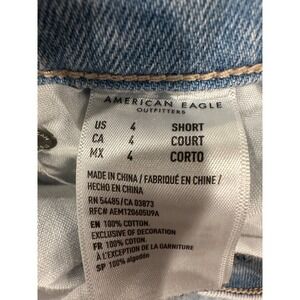 AMERICAN EAGLE
OUTFITTERS
US 4 SHORT
CA 4 COURT
MX 4 CORTO
MADE IN CHINA / FABRIQUÉ EN CHINE /
HECHO EN CHINA
RN 54485/CA 03873
RFC# AEM120605U9A
EN 100% COTTON.
EXCLUSIVE OF DECORATION
FR 100% COTON.
À L'EXCEPTION DE LA GARNITURE
SP 100% algodón